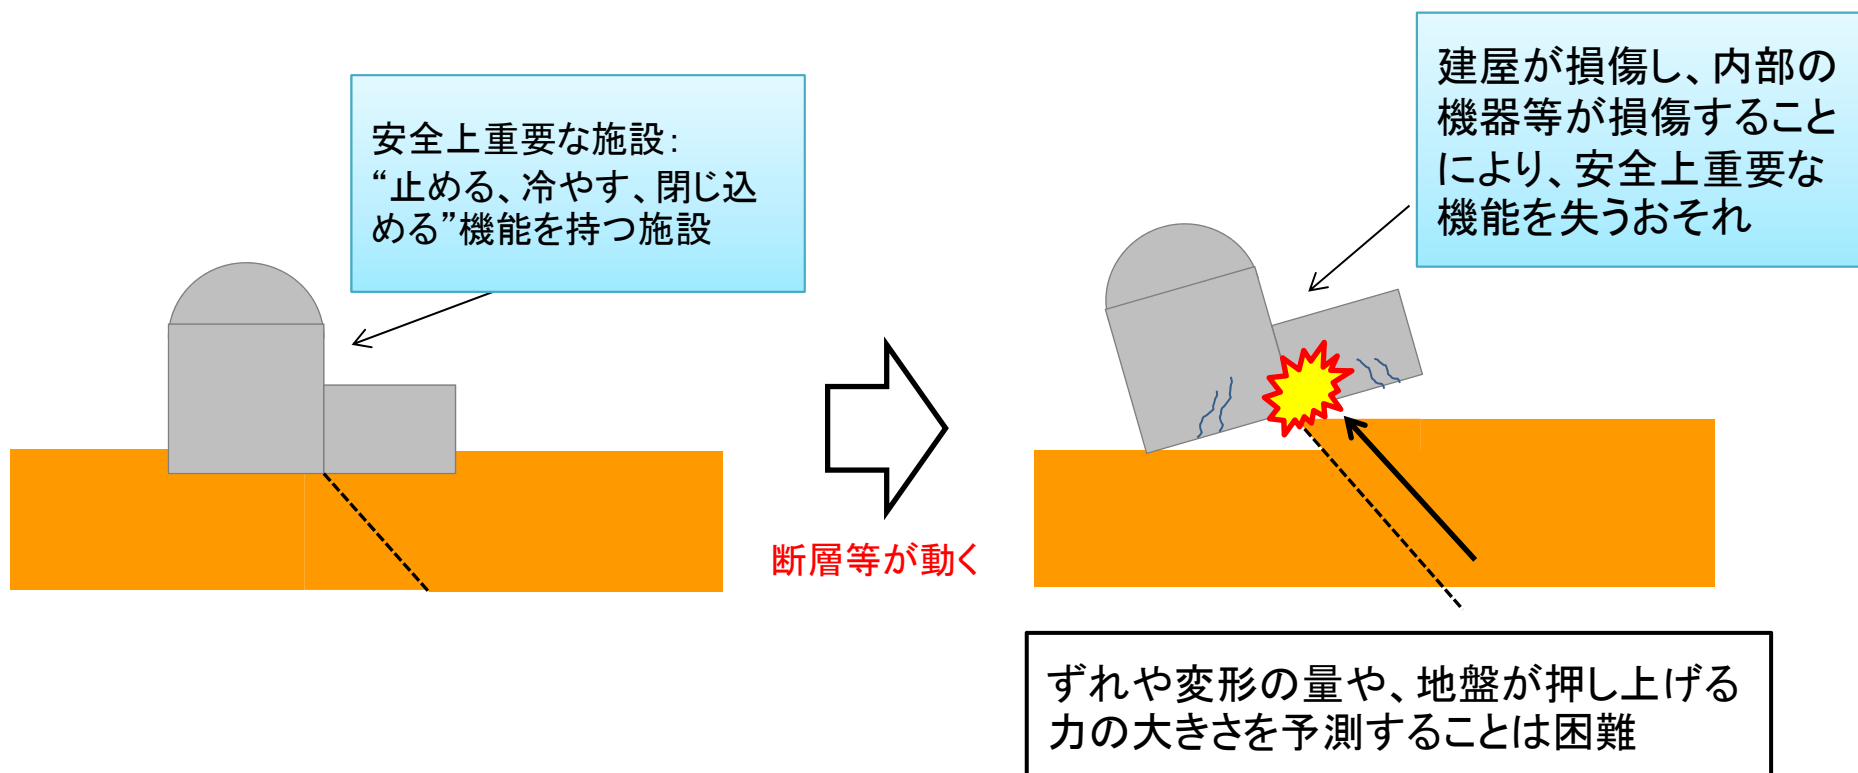 安全上重要な施設：
“止める、冷やす、閉じ込
める”機能を持つ施設
断層等が動く
建屋が損傷し、内部の
機器等が損傷すること
により、安全上重要な
機能を失うおそれ
ずれや変形の量や、地盤が押し上げる
力の大きさを予測することは困難